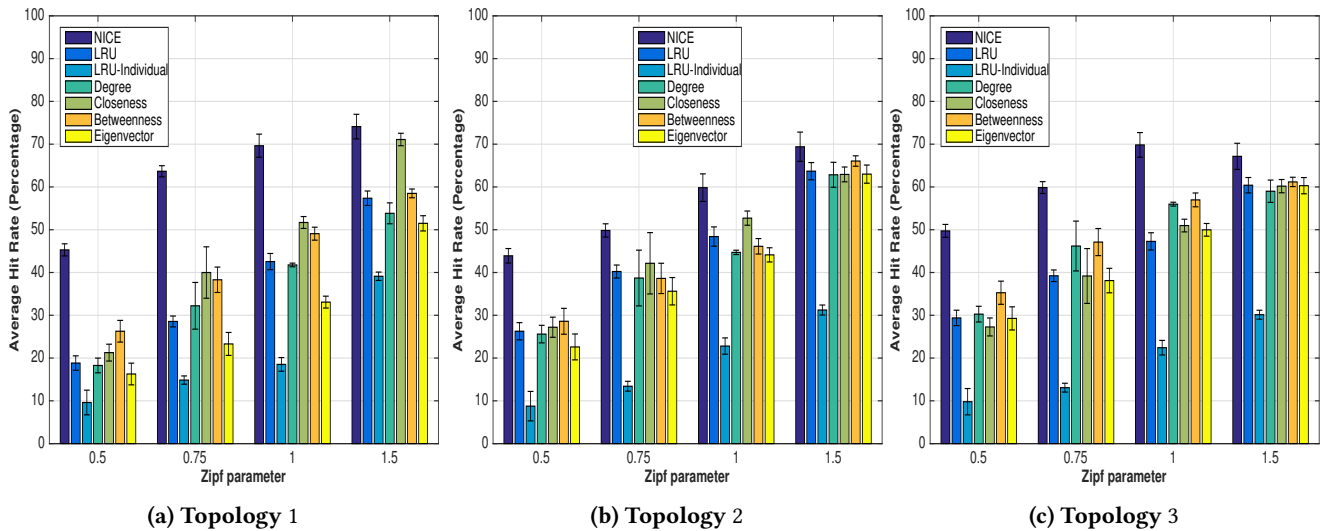 100
90
80
70
60
50
40
30
20
10
0
Average Hit Rate (Percentage)
NICE
LRU
LRU-Individual
Degree
Closeness
Betweenness
Eigenvector
0.5
0.75
1
1.5
Zipf parameter
(a) Topology 1
100
90
80
70
60
50
40
30
20
10
0
Average Hit Rate (Percentage)
NICE
LRU
LRU-Individual
Degree
Closeness
Betweenness
Eigenvector
0.5
0.75
1
1.5
Zipf parameter
(b) Topology 2
100
90
80
70
60
50
40
30
20
10
0
Average Hit Rate (Percentage)
NICE
LRU
LRU-Individual
Degree
Closeness
Betweenness
Eigenvector
0.5
0.75
1
1.5
Zipf parameter
(c) Topology 3